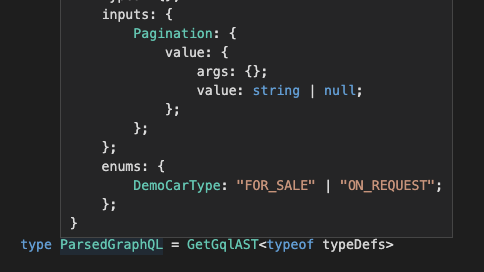 inputs: {
Pagination: {
value: {
args: {};
value: string | null;
};
};
};
enums: {
DemoCarType: "FOR_SALE" | "ON_REQUEST";
};
}
type ParsedGraphQL = GetGqlAST<typeof typeDefs>